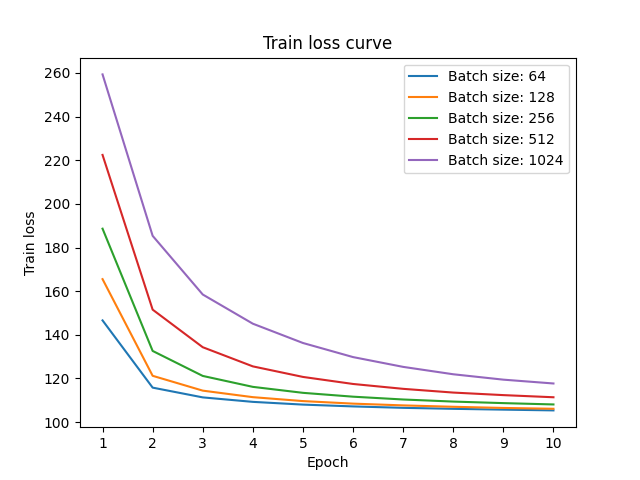 Train loss curve
Train loss
260
240
220
200
180
160
140
120
100
Batch size: 64
Batch size: 128
Batch size: 256
Batch size: 512
Batch size: 1024
1 2 3 4 5 6 7 8 9 10
Epoch